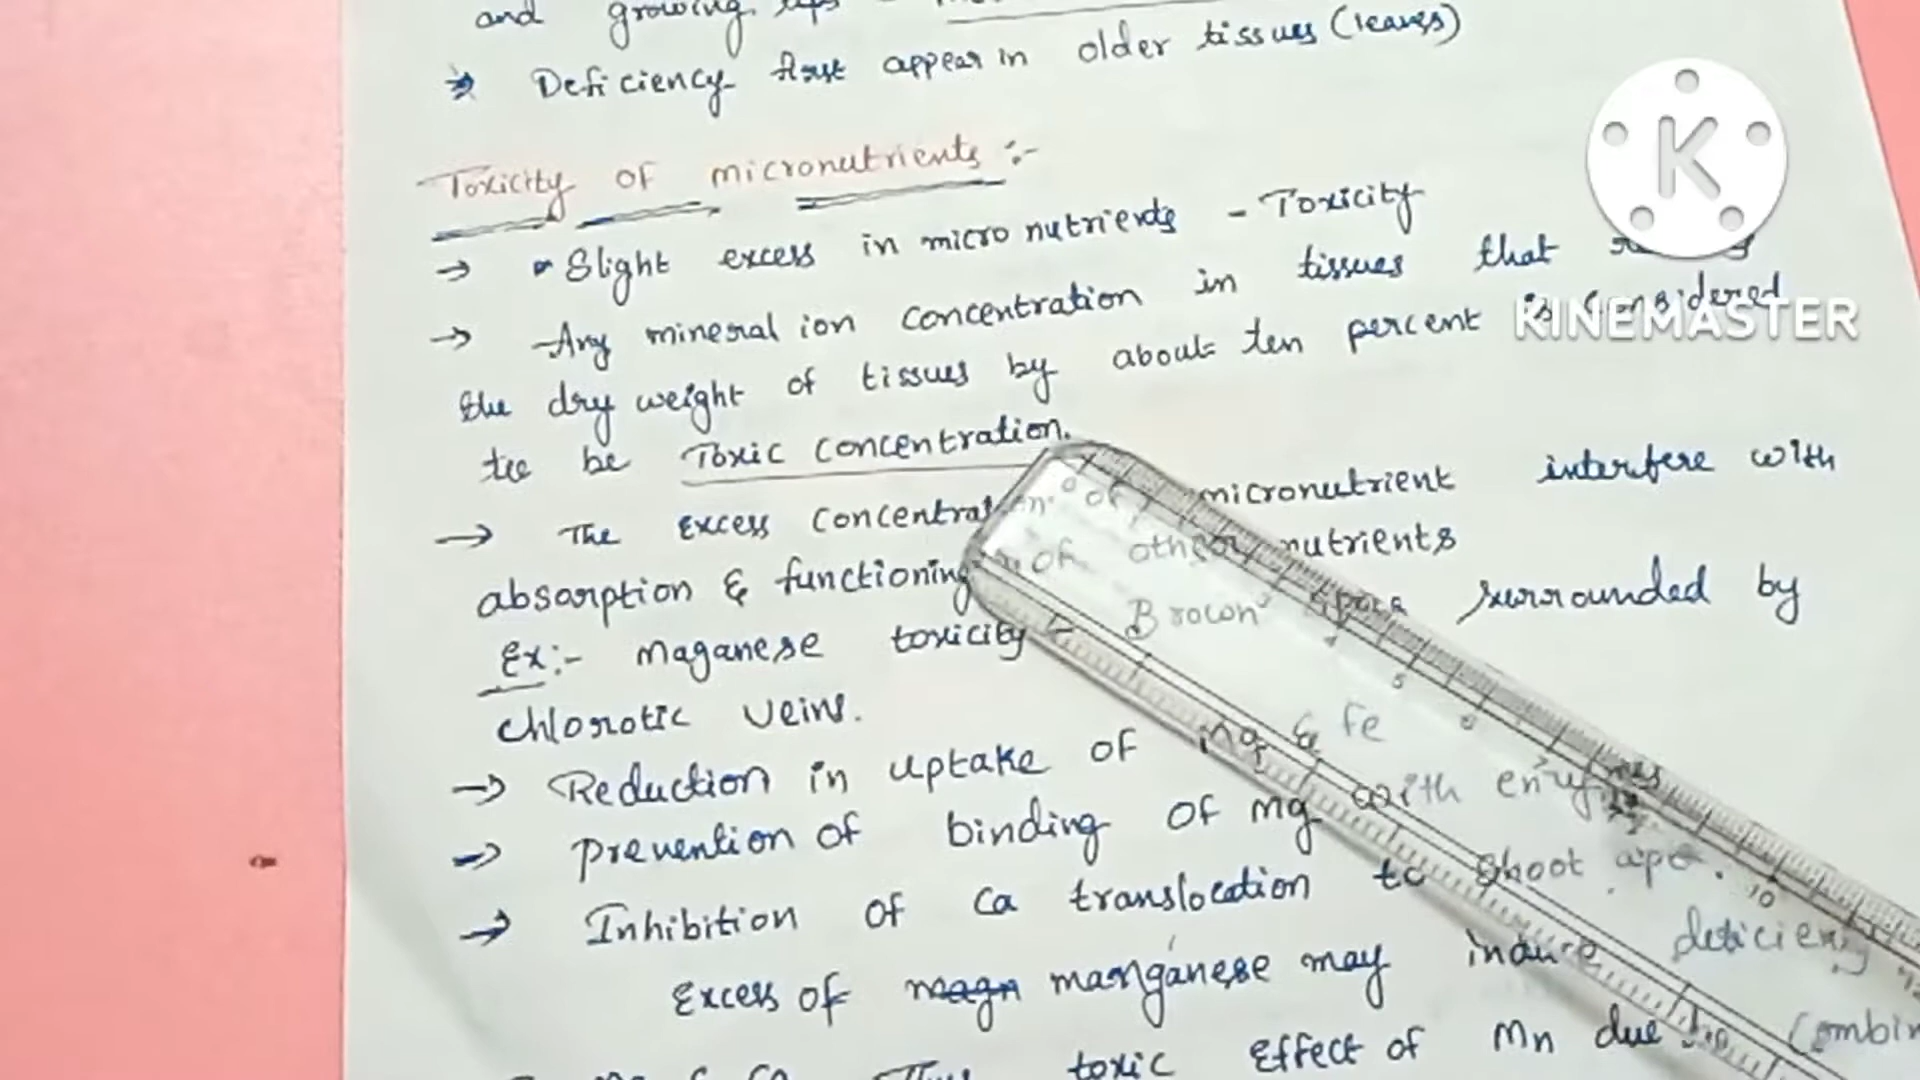 and growing tips
* Deficiency first appear in older tissues (leaves)
Toxicity of micronutrients :-
→ Slight excess in micro nutrients - Toxicity
→ Any mineral ion concentration in tissues that
the dry weight of tissues by about ten percent is considered
to be Toxic concentration.
→ The excess concentration of micronutrient interfere with
absorption & functioning of other nutrients
Ex:- maganese toxicity - Brown spots surrounded by
chlorotic veins.
→ Reduction in uptake of mg & Fe
→ prevention of binding of mg with enzymes
→ Inhibition of Ca translocation to shoot apex.
Excess of magn manganese may induce deficiency
toxic Effect of Mn due to Combin
K
KINEMASTER